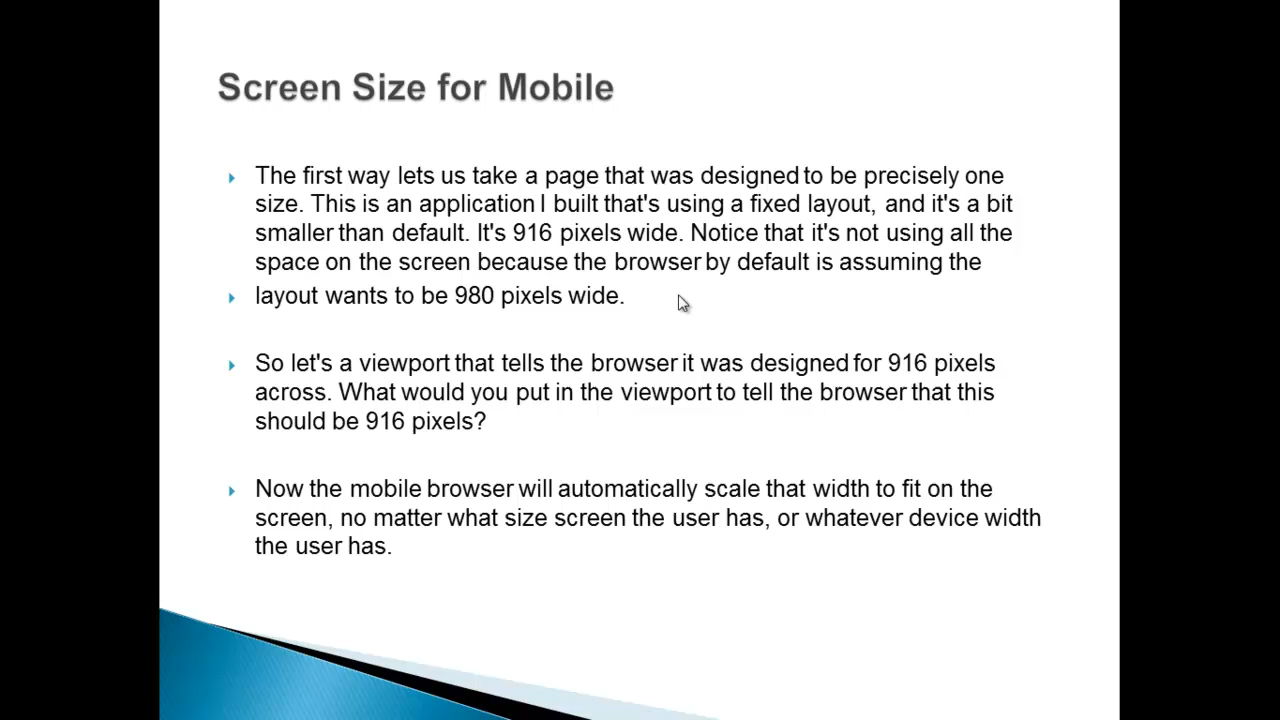 Screen Size for Mobile
The first way lets us take a page that was designed to be precisely one
size. This is an application I built that's using a fixed layout, and it's a bit
smaller than default. It's 916 pixels wide. Notice that it's not using all the
space on the screen because the browser by default is assuming the
layout wants to be 980 pixels wide.
So let's a viewport that tells the browser it was designed for 916 pixels
across. What would you put in the viewport to tell the browser that this
should be 916 pixels?
Now the mobile browser will automatically scale that width to fit on the
screen, no matter what size screen the user has, or whatever device width
the user has.